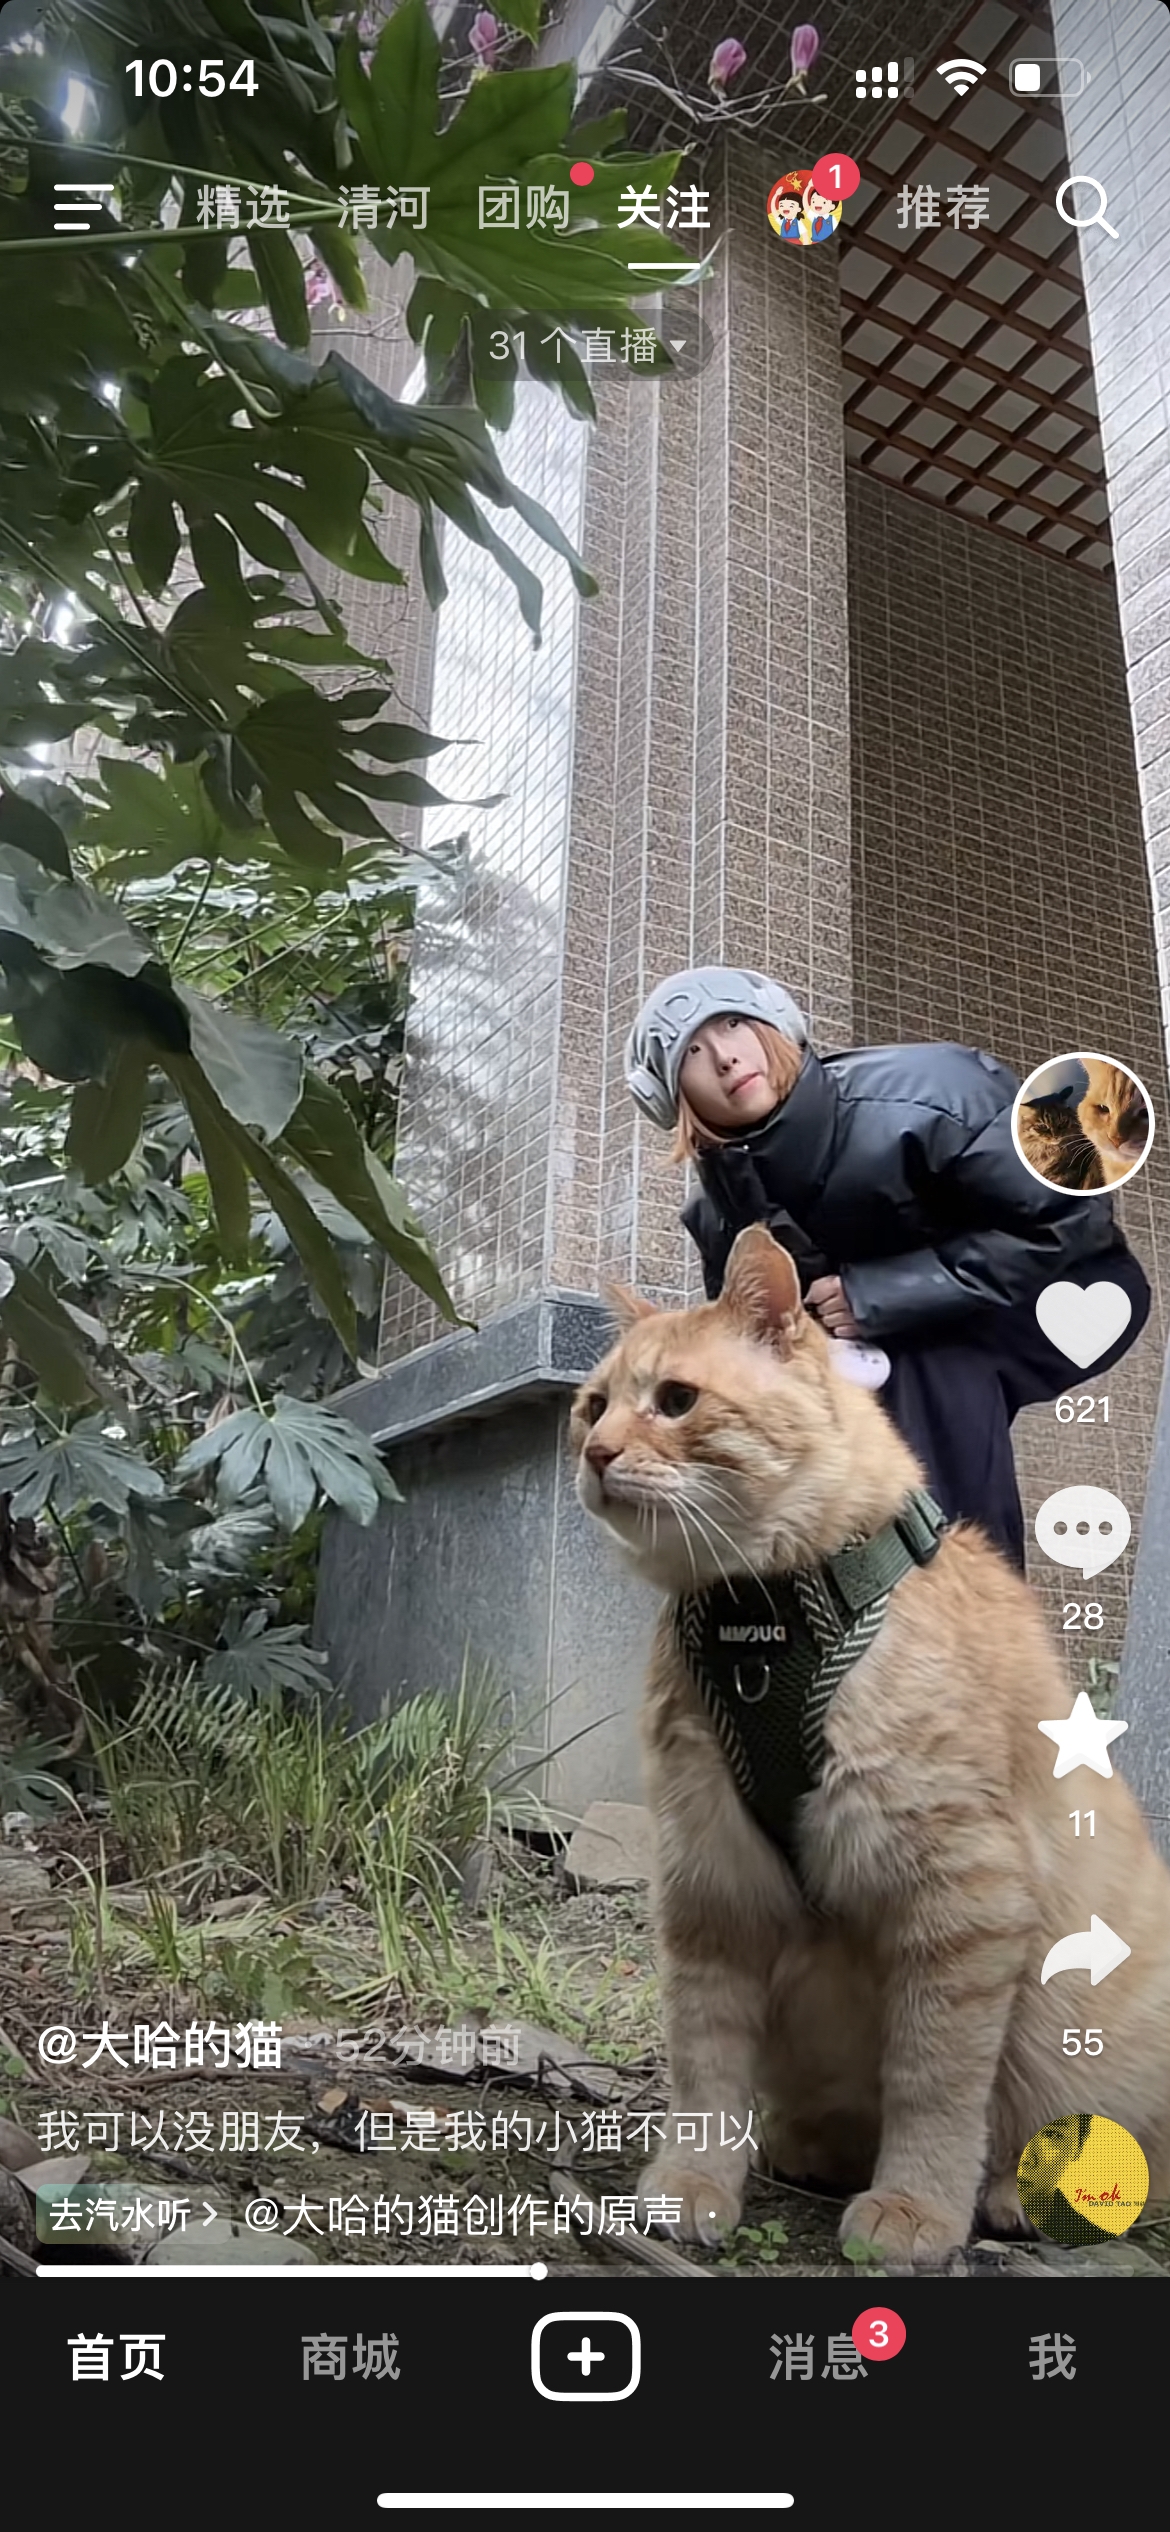 10:54
精选 清河 团购 关注 1 推荐
31 个直播
621
28
11
55
@大哈的猫 · 52分钟前
我可以没朋友，但是我的小猫不可以
去汽水听 > @大哈的猫创作的原声 ·
I'm ok
首页 商城 消息 3 我